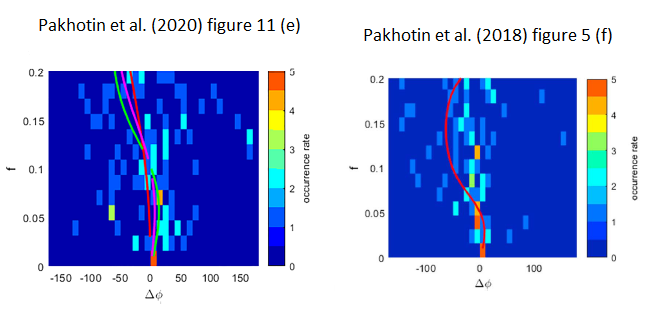 Pakhotin et al. (2020) figure 11 (e)
Pakhotin et al. (2018) figure 5 (f)
0.2
0.15
0.1
0.05
0
f
-150 -100 -50 0 50 100 150
Δϕ
5
4
3
2
1
0
occurrence rate
0.2
0.15
0.1
0.05
0
f
-100 0 100
Δϕ
5
4
3
2
1
0
occurrence rate